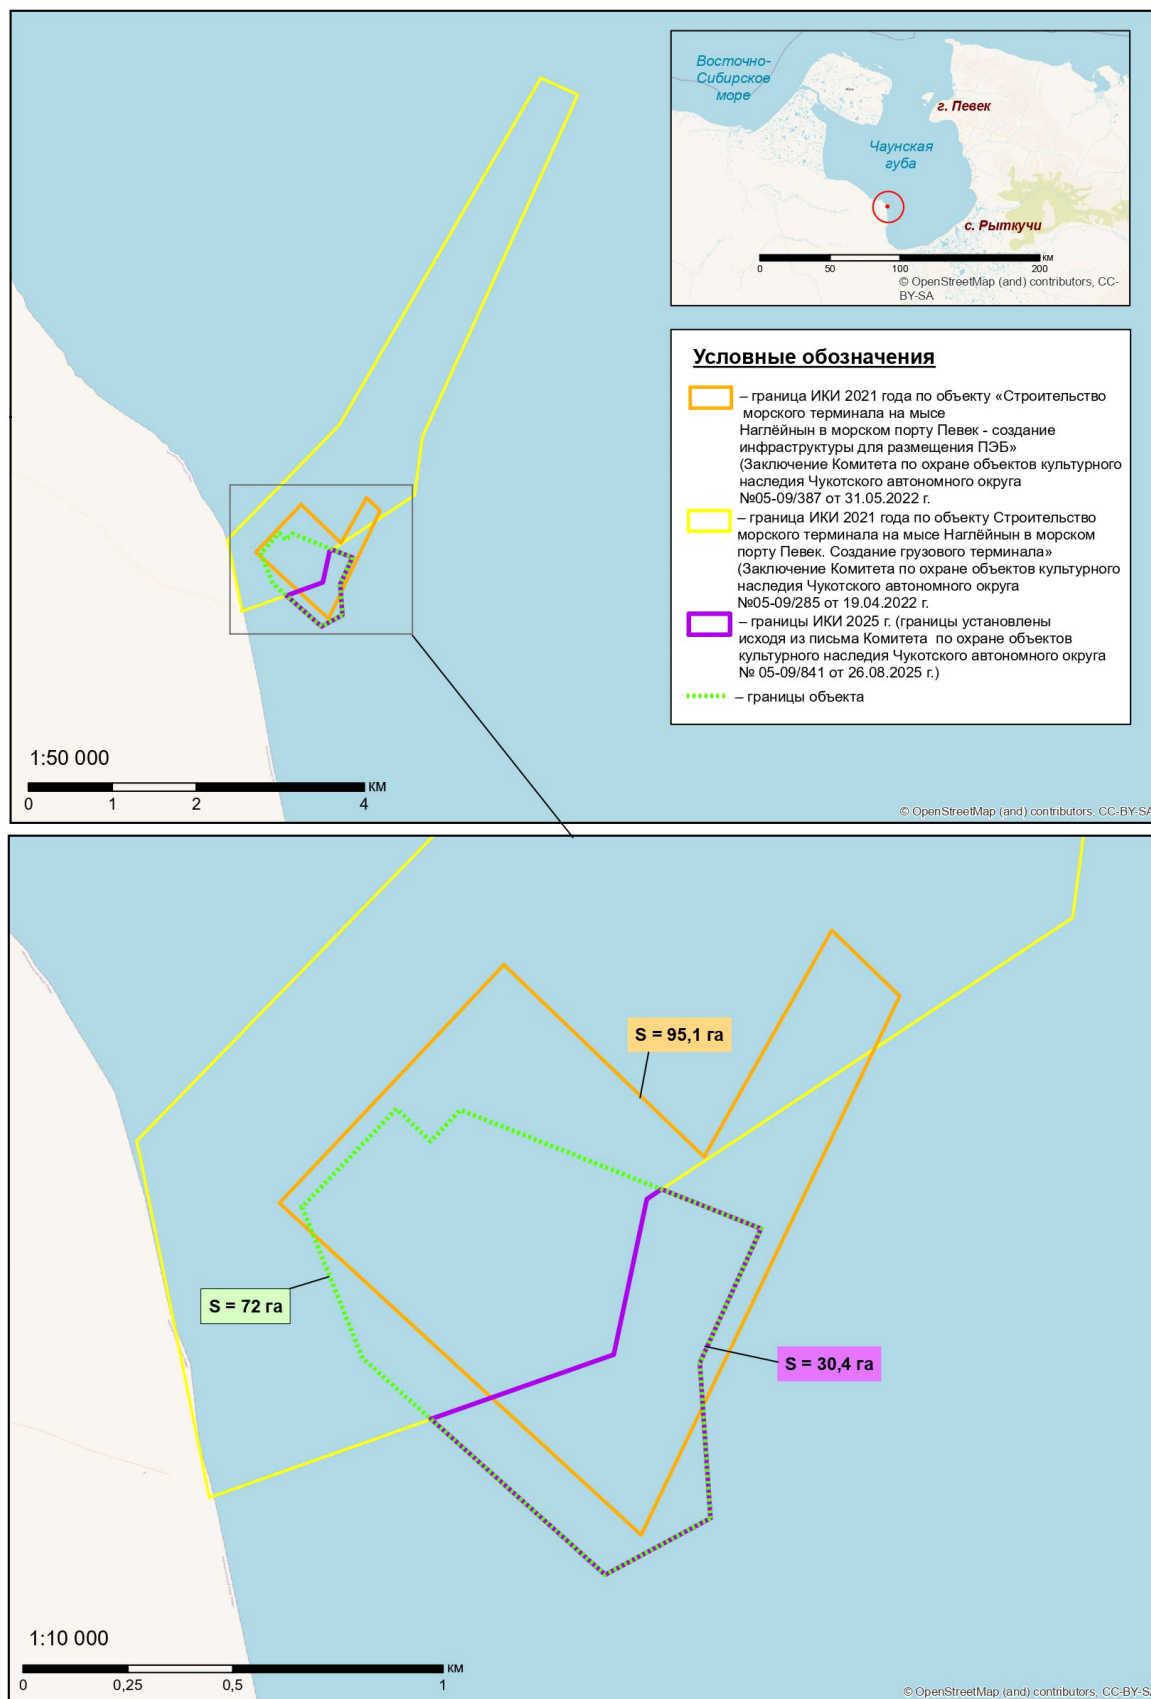 Восточно-
Сибирское
море
г. Певек
Чаунская
губа
с. Рыткучи
км
0 50 100 200
© OpenStreetMap (and) contributors, CC-
BY-SA
Условные обозначения
– граница ИКИ 2021 года по объекту «Строительство
морского терминала на мысе
Наглёйнын в морском порту Певек - создание
инфраструктуры для размещения ПЭБ»
(Заключение Комитета по охране объектов культурного
наследия Чукотского автономного округа
№05-09/387 от 31.05.2022 г.
– граница ИКИ 2021 года по объекту Строительство
морского терминала на мысе Наглёйнын в морском
порту Певек. Создание грузового терминала»
(Заключение Комитета по охране объектов культурного
наследия Чукотского автономного округа
№05-09/285 от 19.04.2022 г.
– границы ИКИ 2025 г. (границы установлены
исходя из письма Комитета по охране объектов
культурного наследия Чукотского автономного округа
№ 05-09/841 от 26.08.2025 г.)
– границы объекта
1:50 000
км
0 1 2 4
© OpenStreetMap (and) contributors, CC-BY-SA
S = 95,1 га
S = 72 га
S = 30,4 га
1:10 000
км
0 0,25 0,5 1
© OpenStreetMap (and) contributors, CC-BY-SA